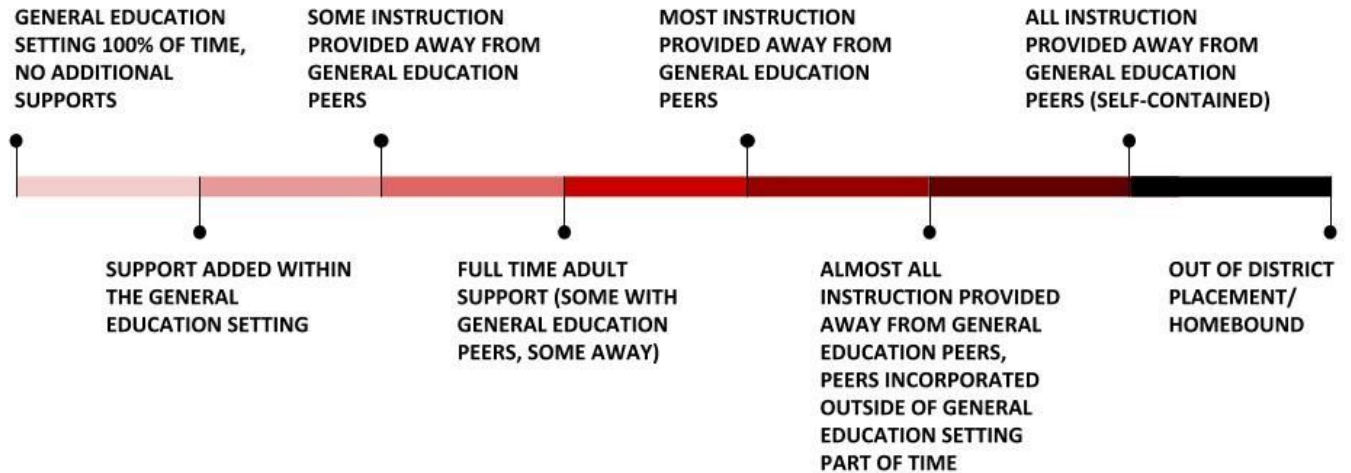 GENERAL EDUCATION
SETTING 100% OF TIME,
NO ADDITIONAL
SUPPORTS
SOME INSTRUCTION
PROVIDED AWAY FROM
GENERAL EDUCATION
PEERS
MOST INSTRUCTION
PROVIDED AWAY FROM
GENERAL EDUCATION
PEERS
ALL INSTRUCTION
PROVIDED AWAY FROM
GENERAL EDUCATION
PEERS (SELF-CONTAINED)
SUPPORT ADDED WITHIN
THE GENERAL
EDUCATION SETTING
FULL TIME ADULT
SUPPORT (SOME WITH
GENERAL EDUCATION
PEERS, SOME AWAY)
ALMOST ALL
INSTRUCTION PROVIDED
AWAY FROM GENERAL
EDUCATION PEERS,
PEERS INCORPORATED
OUTSIDE OF GENERAL
EDUCATION SETTING
PART OF TIME
OUT OF DISTRICT
PLACEMENT/
HOMEBOUND